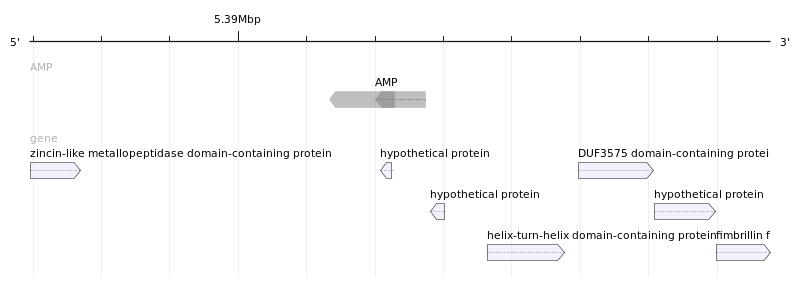 5.39Mbp
5' 3'
AMP
AMP
gene
zincin-like metallopeptidase domain-containing protein hypothetical protein DUF3575 domain-containing protei
hypothetical protein hypothetical protein
helix-turn-helix domain-containing protein fimbrillin f